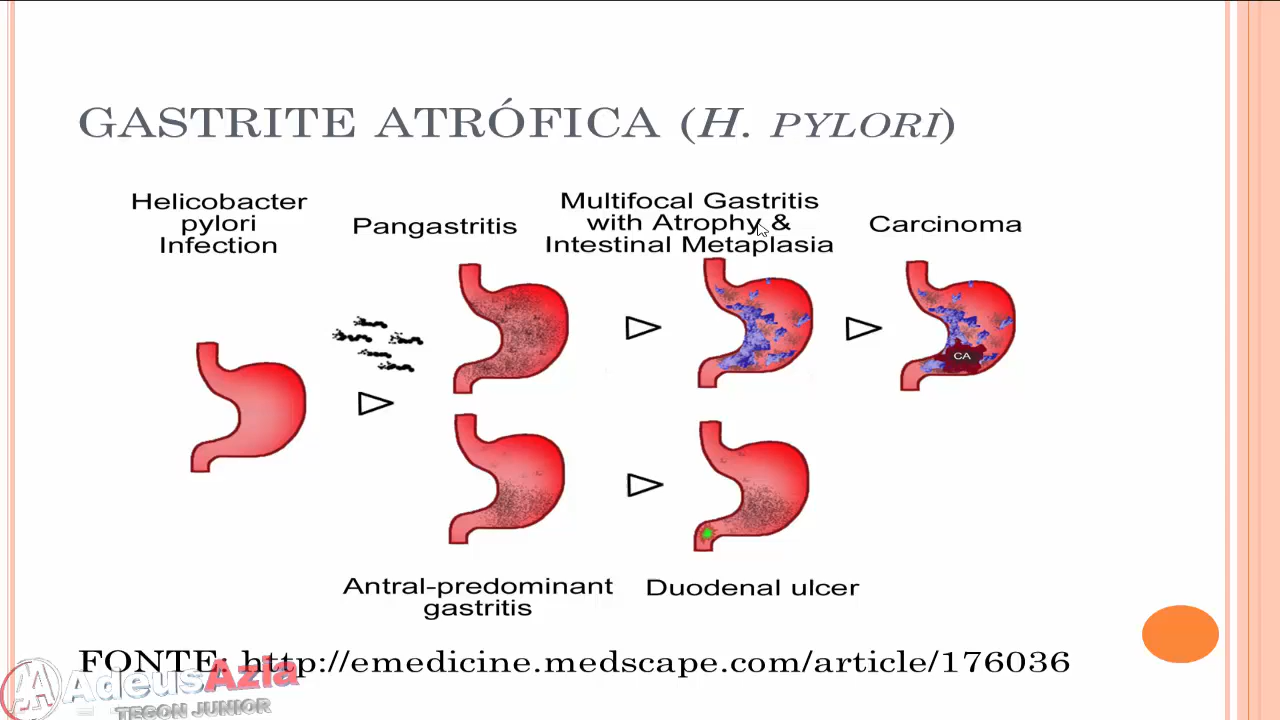 GASTRITE ATRÓFICA (H. PYLORI)
Helicobacter
pylori
Infection
Pangastritis
Multifocal Gastritis
with Atrophy &
Intestinal Metaplasia
Carcinoma
CA
Antral-predominant
gastritis
Duodenal ulcer
FONTE: http://emedicine.medscape.com/article/176036
AdeusAzia
TEGON JUNIOR